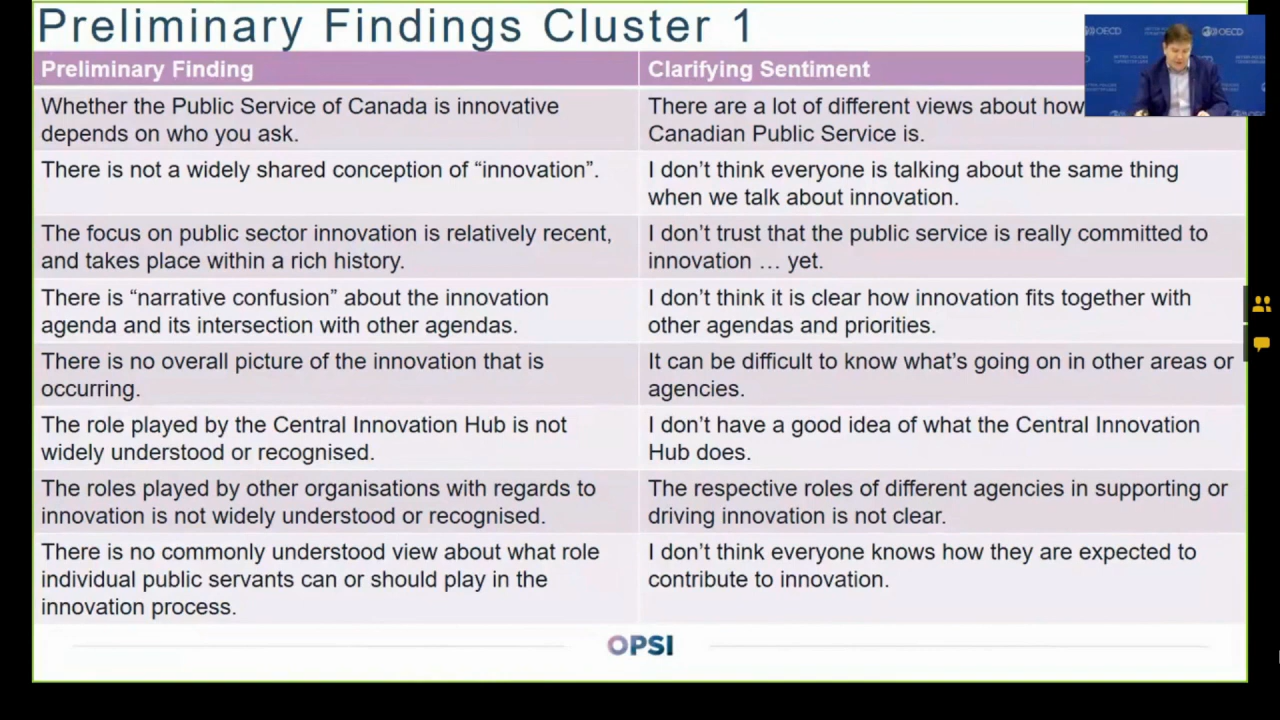 Preliminary Findings Cluster 1
Preliminary Finding
Clarifying Sentiment
Whether the Public Service of Canada is innovative
depends on who you ask.
There are a lot of different views about how
Canadian Public Service is.
There is not a widely shared conception of “innovation”.
I don’t think everyone is talking about the same thing
when we talk about innovation.
The focus on public sector innovation is relatively recent,
and takes place within a rich history.
I don’t trust that the public service is really committed to
innovation … yet.
There is “narrative confusion” about the innovation
agenda and its intersection with other agendas.
I don’t think it is clear how innovation fits together with
other agendas and priorities.
There is no overall picture of the innovation that is
occurring.
It can be difficult to know what’s going on in other areas or
agencies.
The role played by the Central Innovation Hub is not
widely understood or recognised.
I don’t have a good idea of what the Central Innovation
Hub does.
The roles played by other organisations with regards to
innovation is not widely understood or recognised.
The respective roles of different agencies in supporting or
driving innovation is not clear.
There is no commonly understood view about what role
individual public servants can or should play in the
innovation process.
I don’t think everyone knows how they are expected to
contribute to innovation.
OPSI
OECD
OECD